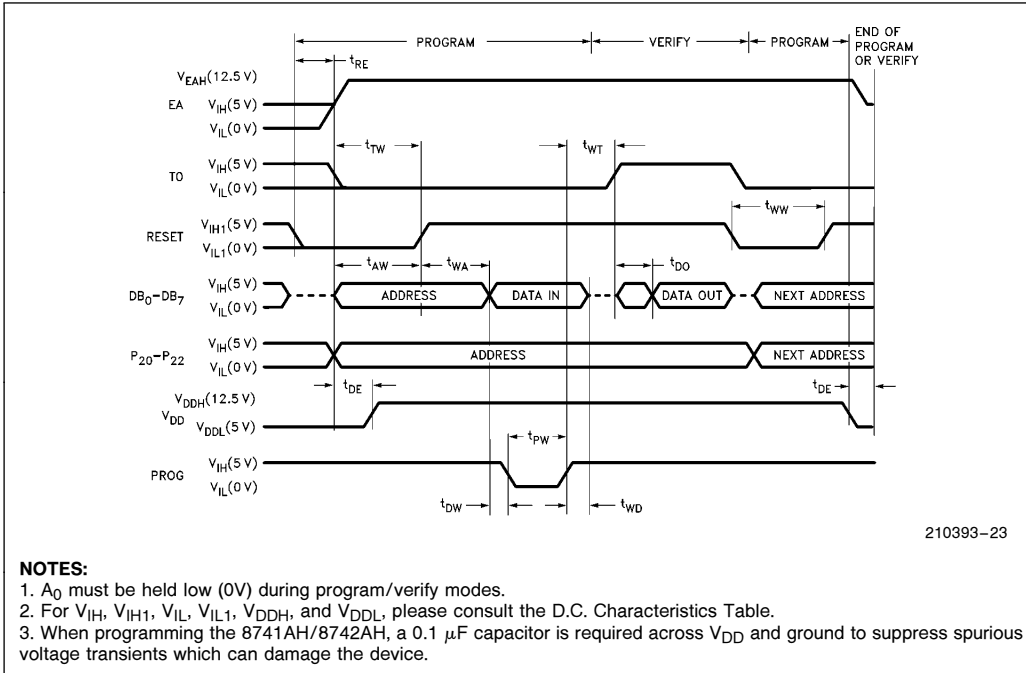 PROGRAM VERIFY PROGRAM END OF
PROGRAM
OR VERIFY
tRE
VEAH(12.5 V)
EA VIH(5 V)
VIL(0 V)
tTW tWT
TO VIH(5 V)
VIL(0 V)
tWW
RESET VIH1(5 V)
VIL1(0 V)
tAW tWA tDO
DB0–DB7 VIH(5 V)
VIL(0 V)
ADDRESS DATA IN DATA OUT NEXT ADDRESS
P20–P22 VIH(5 V)
VIL(0 V)
ADDRESS NEXT ADDRESS
tDE tDE
VDD VDDH(12.5 V)
VDDL(5 V)
tPW
PROG VIH(5 V)
VIL(0 V)
tDW tWD
210393–23
NOTES:
1. A0 must be held low (0V) during program/verify modes.
2. For VIH, VIH1, VIL, VIL1, VDDH, and VDDL, please consult the D.C. Characteristics Table.
3. When programming the 8741AH/8742AH, a 0.1 μF capacitor is required across VDD and ground to suppress spurious
voltage transients which can damage the device.